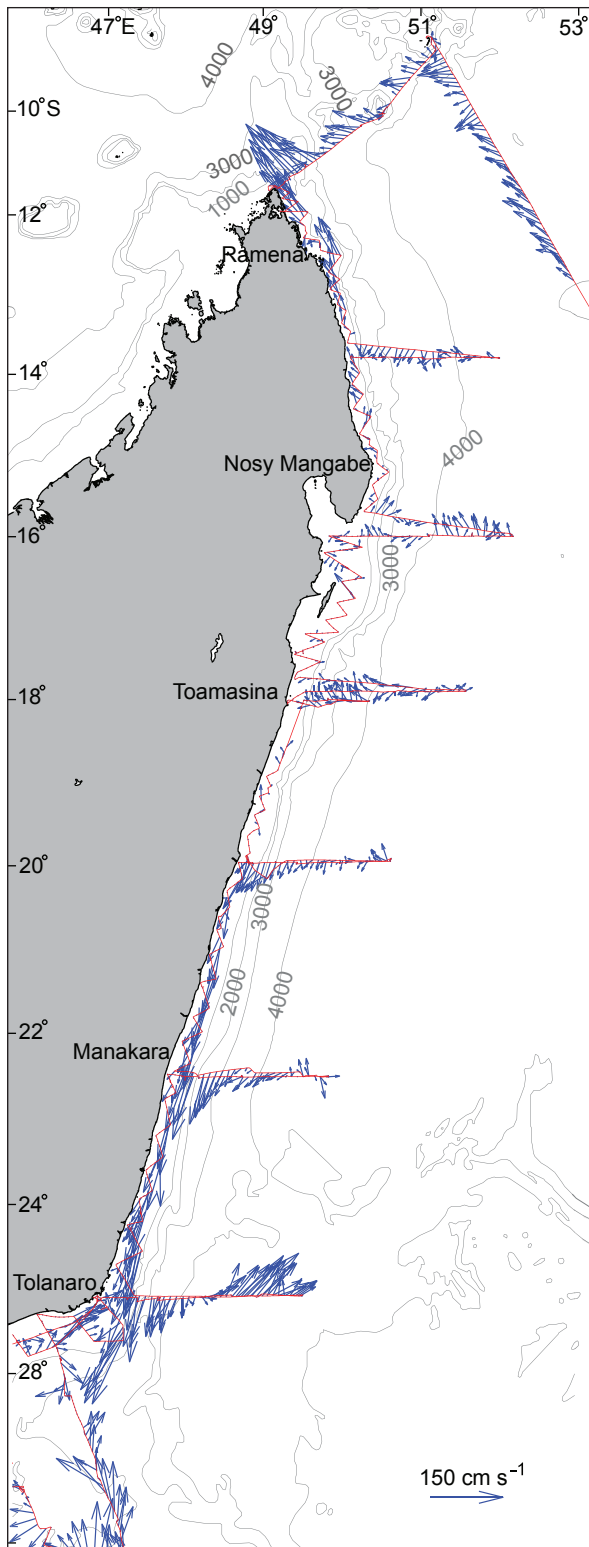 47°E 49° 51° 53°
4000
3000
10°S
3000
1000
12°
Ramena
14°
Nosy Mangabe
4000
16°
3000
Toamasina
18°
20°
3000
2000
4000
22°
Manakara
24°
Tolanaro
28°
150 cm s⁻¹